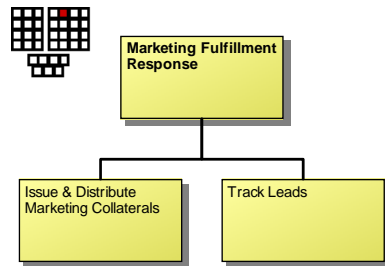 Marketing Fulfillment
Response
Issue & Distribute
Marketing Collaterals
Track Leads